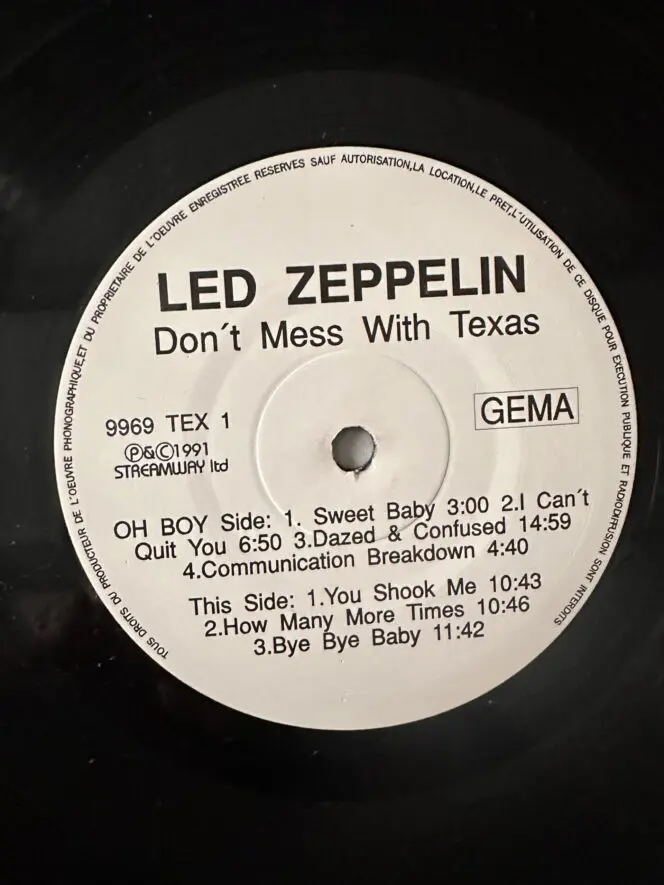 TOUS DROITS DU PRODUCTEUR DE L´OEUVRE PHONOGRAPHIQUE,ET DU PROPRIETAIRE DE L´OEUVRE ENREGISTREE RESERVES SAUF AUTORISATION,LA LOCATION,LE PRET,L´UTILISATION DE CE DISQUE POUR EXECUTION PUBLIQUE ET RADIOCONFUSION SONT INTERDITS
LED ZEPPELIN
Don´t Mess With Texas
9969 TEX 1
GEMA
Ⓟ&Ⓒ1991
STREAMWAY ltd
OH BOY Side: 1. Sweet Baby 3:00 2.I Can´t
Quit You 6:50 3.Dazed & Confused 14:59
4.Communication Breakdown 4:40
This Side: 1.You Shook Me 10:43
2.How Many More Times 10:46
3.Bye Bye Baby 11:42